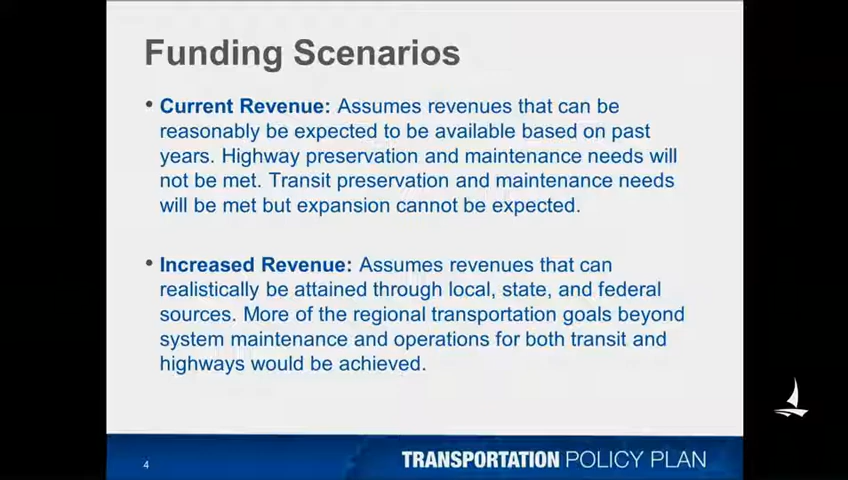 Funding Scenarios
• Current Revenue: Assumes revenues that can be
reasonably be expected to be available based on past
years. Highway preservation and maintenance needs will
not be met. Transit preservation and maintenance needs
will be met but expansion cannot be expected.
• Increased Revenue: Assumes revenues that can
realistically be attained through local, state, and federal
sources. More of the regional transportation goals beyond
system maintenance and operations for both transit and
highways would be achieved.
4
TRANSPORTATION POLICY PLAN